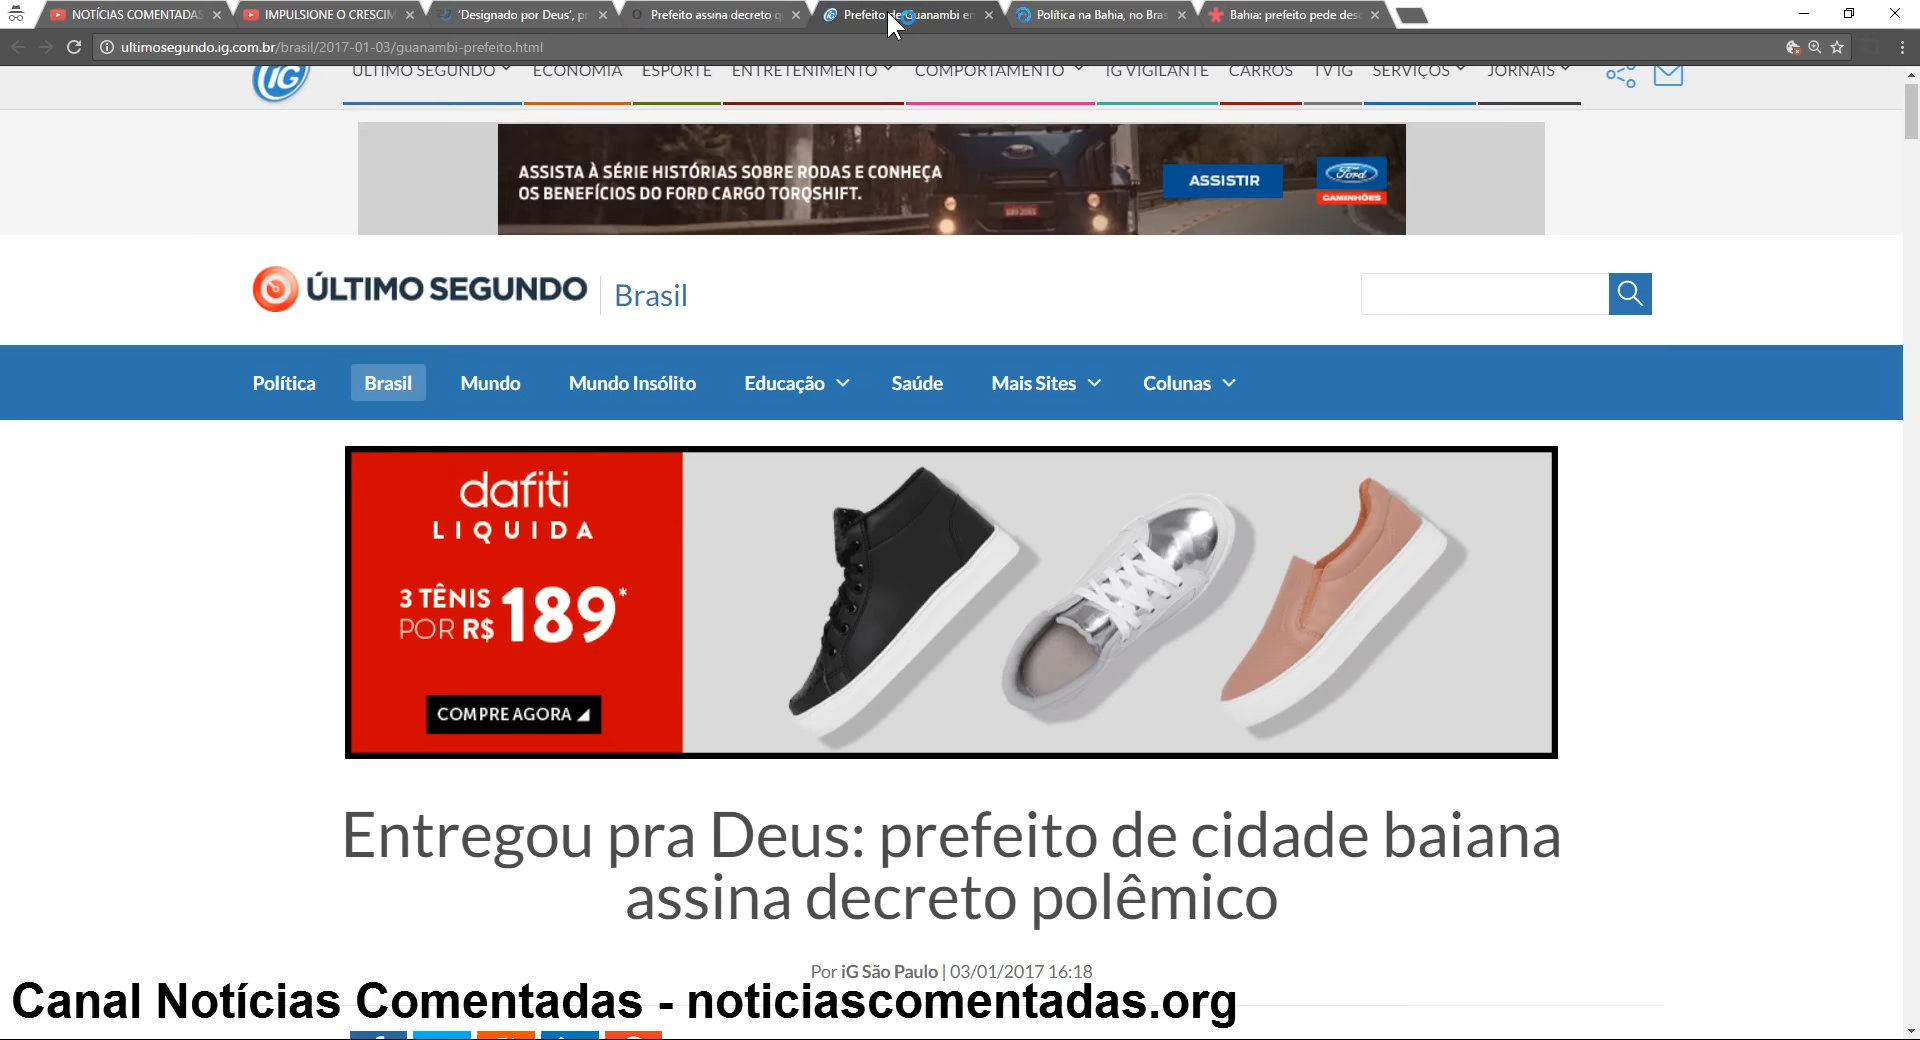 NOTÍCIAS COMENTADAS
IMPULSIONE O CRESCIM
'Designado por Deus', p
Prefeito assina decreto q
Prefeito de Guanambi en
Política na Bahia, no Bras
Bahia: prefeito pede des
ultimosegundo.ig.com.br/brasil/2017-01-03/guanambi-prefeito.html
iG
ÚLTIMO SEGUNDO
ECONOMIA
ESPORTE
ENTRETENIMENTO
COMPORTAMENTO
IG VIGILANTE
CARROS
TV IG
SERVIÇOS
JORNAIS
ASSISTA À SÉRIE HISTÓRIAS SOBRE RODAS E CONHEÇA
OS BENEFÍCIOS DO FORD CARGO TORQSHIFT.
ASSISTIR
Ford
CAMINHÕES
ÚLTIMO SEGUNDO
Brasil
Política
Brasil
Mundo
Mundo Insólito
Educação
Saúde
Mais Sites
Colunas
dafiti
LIQUIDA
3 TÊNIS
POR R$ 189*
COMPRE AGORA
Entregou pra Deus: prefeito de cidade baiana
assina decreto polêmico
Por iG São Paulo | 03/01/2017 16:18
Canal Notícias Comentadas - noticiascomentadas.org